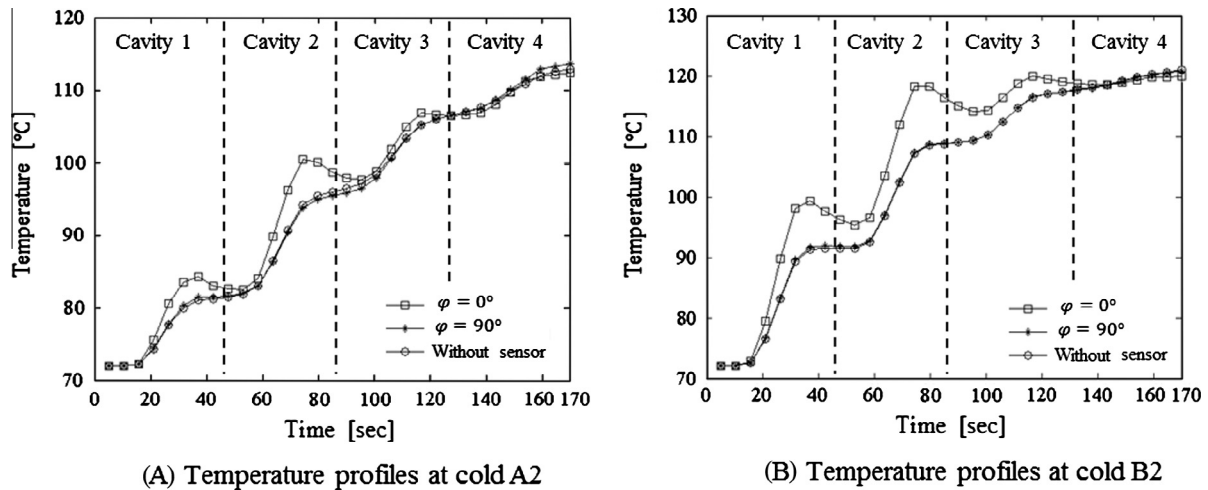 120
110
100
90
80
70
Temperature [°C]
Cavity 1 Cavity 2 Cavity 3 Cavity 4
φ = 0°
φ = 90°
Without sensor
0 20 40 60 80 100 120 140 160 170
Time [sec]
(A) Temperature profiles at cold A2
130
120
110
100
90
80
70
Temperature [°C]
Cavity 1 Cavity 2 Cavity 3 Cavity 4
φ = 0°
φ = 90°
Without sensor
0 20 40 60 80 100 120 140 160 170
Time [sec]
(B) Temperature profiles at cold B2